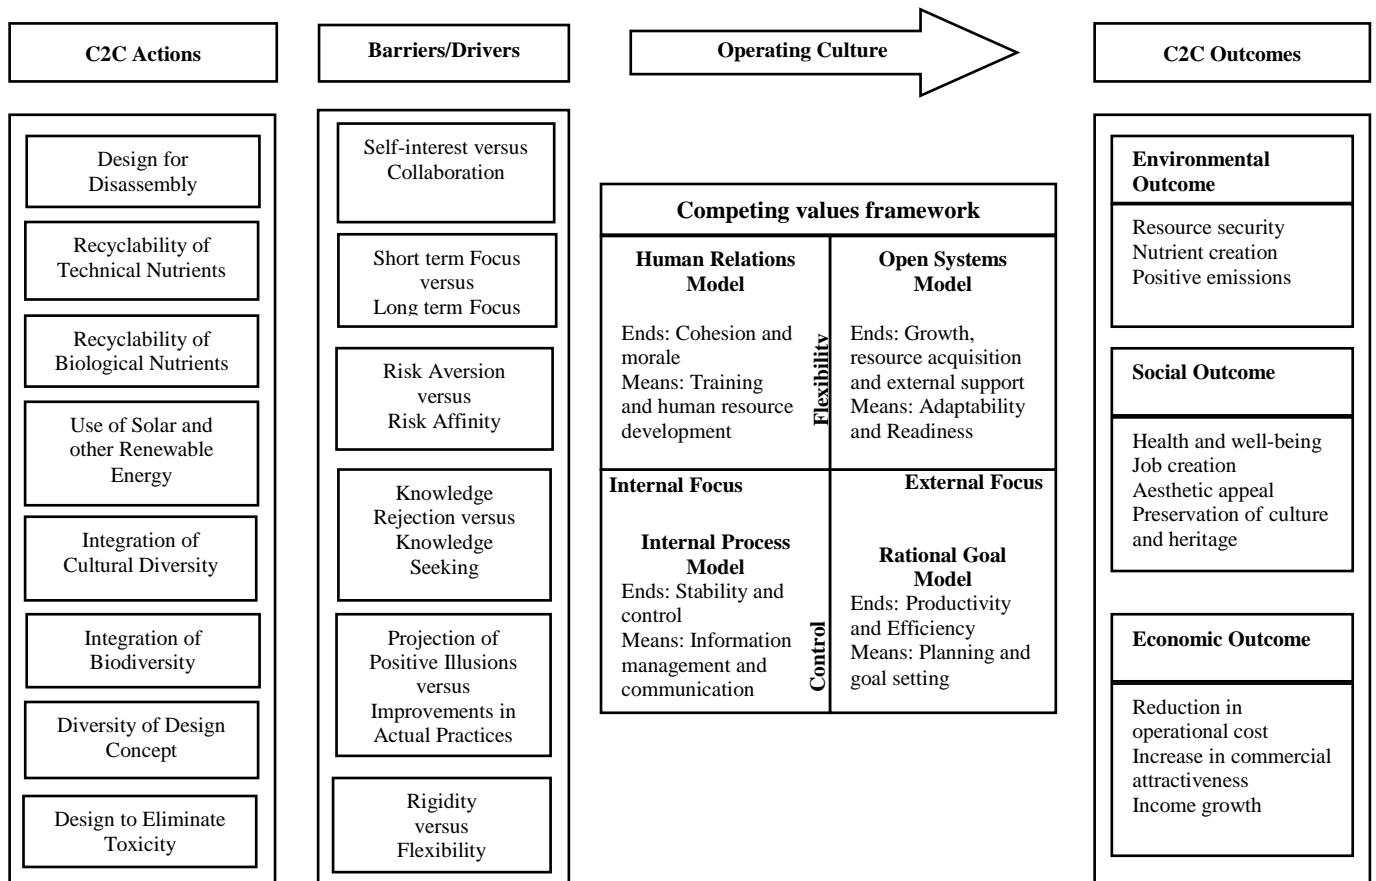 C2C Actions
Barriers/Drivers
Operating Culture
C2C Outcomes
Design for
Disassembly
Recyclability of
Technical Nutrients
Recyclability of
Biological Nutrients
Use of Solar and
other Renewable
Energy
Integration of
Cultural Diversity
Integration of
Biodiversity
Diversity of Design
Concept
Design to Eliminate
Toxicity
Self-interest versus
Collaboration
Short term Focus
versus
Long term Focus
Risk Aversion
versus
Risk Affinity
Knowledge
Rejection versus
Knowledge
Seeking
Projection of
Positive Illusions
versus
Improvements in
Actual Practices
Rigidity
versus
Flexibility
Competing values framework
Human Relations
Model
Ends: Cohesion and
morale
Means: Training
and human resource
development
Flexibility
Open Systems
Model
Ends: Growth,
resource acquisition
and external support
Means: Adaptability
and Readiness
Internal Focus
External Focus
Internal Process
Model
Ends: Stability and
control
Means: Information
management and
communication
Control
Rational Goal
Model
Ends: Productivity
and Efficiency
Means: Planning and
goal setting
Environmental
Outcome
Resource security
Nutrient creation
Positive emissions
Social Outcome
Health and well-being
Job creation
Aesthetic appeal
Preservation of culture
and heritage
Economic Outcome
Reduction in
operational cost
Increase in commercial
attractiveness
Income growth